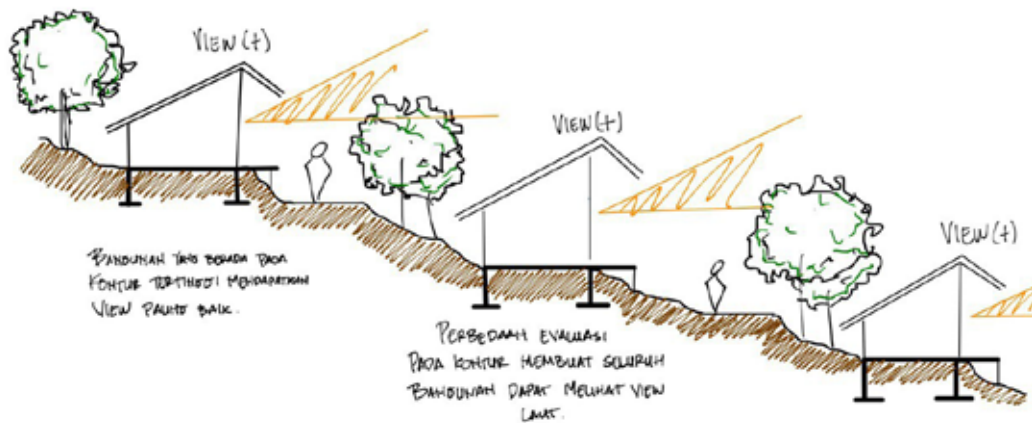 VIEW (+)
VIEW (+)
VIEW (+)
BANGUNAN YANG BERADA PADA
KONTUR TERTINGGI MENDAPATKAN
VIEW PALING BAIK.
PERBEDAAN EVALUASI
PADA KONTUR MEMBUAT SELURUH
BANGUNAN DAPAT MELIHAT VIEW
LAUT.